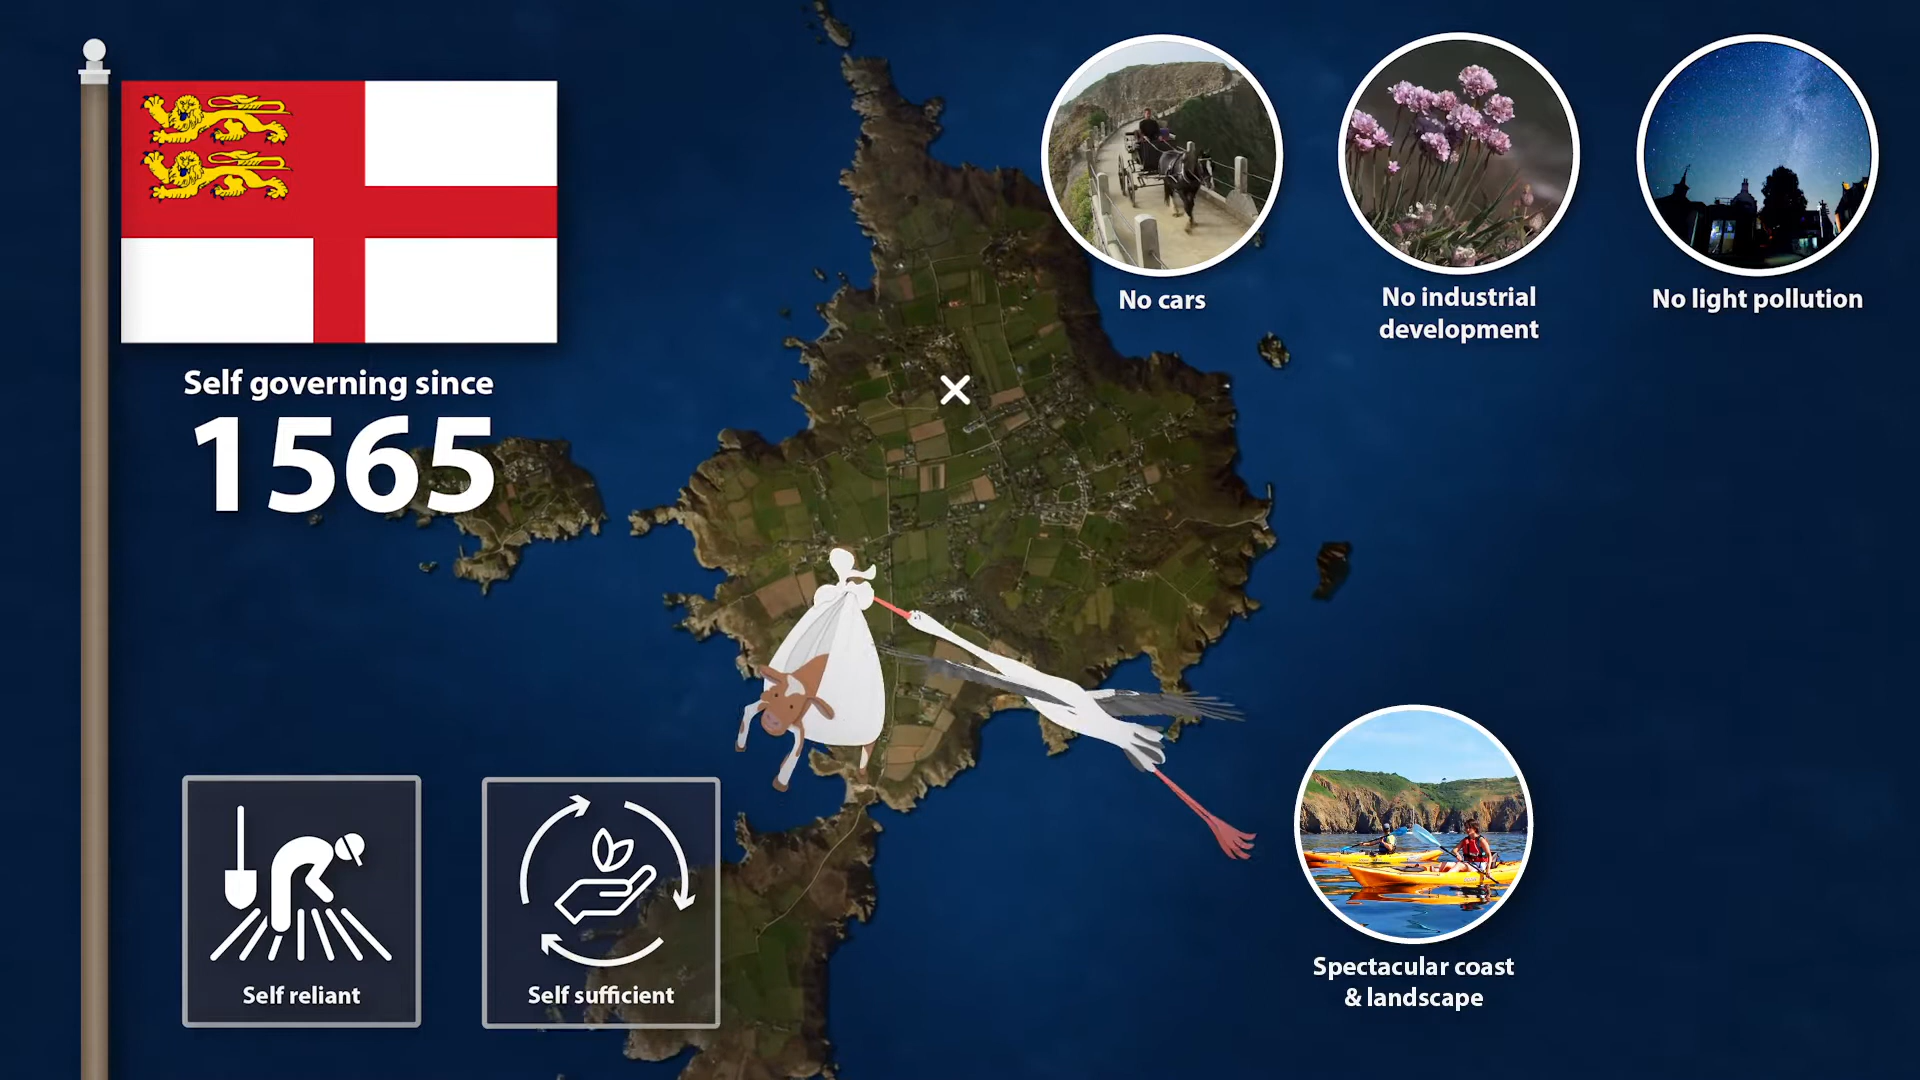 Self governing since
1565
No cars
No industrial
development
No light pollution
Self reliant
Self sufficient
Spectacular coast
& landscape